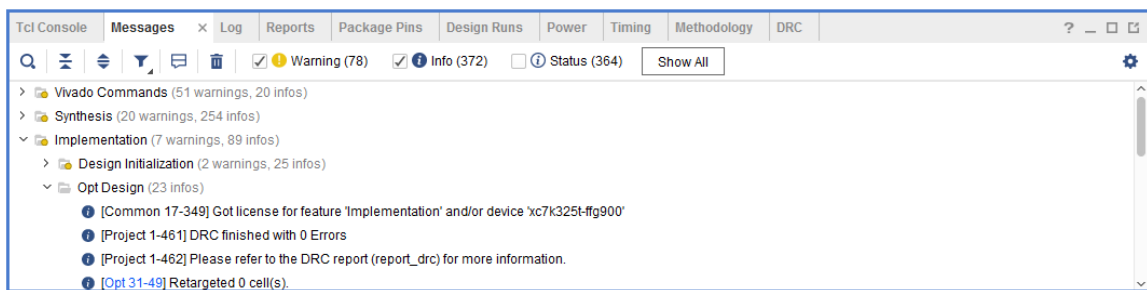 Tcl Console Messages Log Reports Package Pins Design Runs Power Timing Methodology DRC
Warning (78) Info (372) Status (364) Show All
Vivado Commands (51 warnings, 20 infos)
Synthesis (20 warnings, 254 infos)
Implementation (7 warnings, 89 infos)
Design Initialization (2 warnings, 25 infos)
Opt Design (23 infos)
[Common 17-349] Got license for feature 'Implementation' and/or device 'xc7k325t-ffg900'
[Project 1-461] DRC finished with 0 Errors
[Project 1-462] Please refer to the DRC report (report_drc) for more information.
[Opt 31-49] Retargeted 0 cell(s).